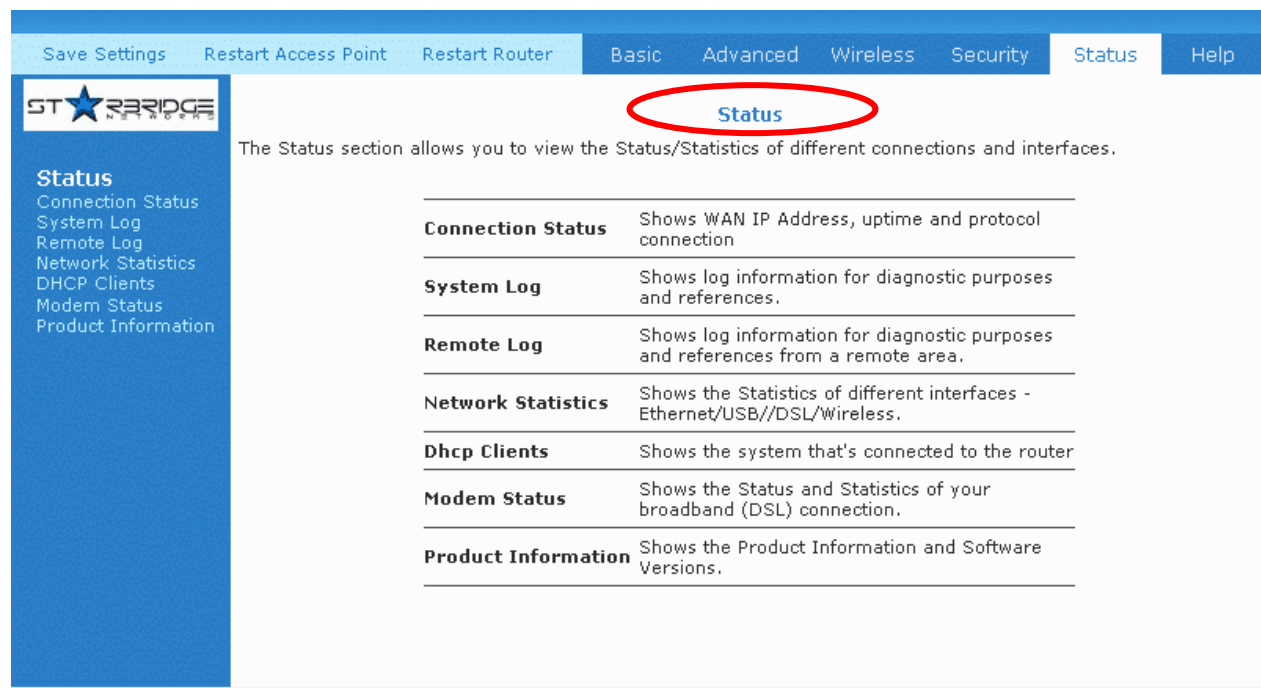 Save Settings Restart Access Point Restart Router Basic Advanced Wireless Security Status Help
ST RBRIDGE
NETWORKS
Status
The Status section allows you to view the Status/Statistics of different connections and interfaces.
Status
Connection Status
System Log
Remote Log
Network Statistics
DHCP Clients
Modem Status
Product Information
Connection Status
Shows WAN IP Address, uptime and protocol
connection
System Log
Shows log information for diagnostic purposes
and references.
Remote Log
Shows log information for diagnostic purposes
and references from a remote area.
Network Statistics
Shows the Statistics of different interfaces -
Ethernet/USB//DSL/Wireless.
Dhcp Clients
Shows the system that's connected to the router
Modem Status
Shows the Status and Statistics of your
broadband (DSL) connection.
Product Information
Shows the Product Information and Software
Versions.